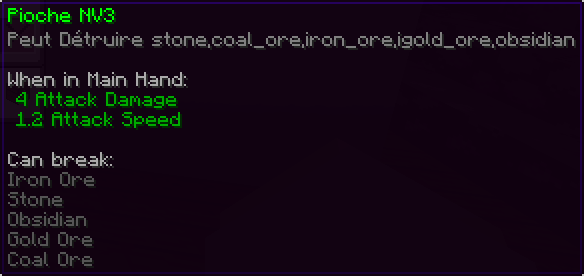 Pioche NV3
Peut Détruire stone,coal_ore,iron_ore,igold_ore,obsidian
When in Main Hand:
4 Attack Damage
1.2 Attack Speed
Can break:
Iron Ore
Stone
Obsidian
Gold Ore
Coal Ore